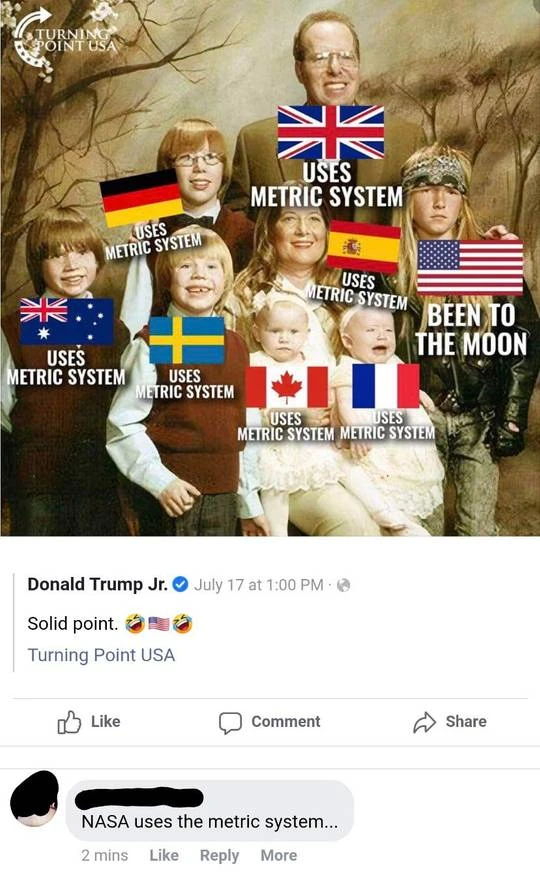 TURNING
POINT USA
USES
METRIC SYSTEM
USES
METRIC SYSTEM
USES
METRIC SYSTEM
BEEN TO
THE MOON
USES
METRIC SYSTEM
USES
METRIC SYSTEM
USES
METRIC SYSTEM
USES
METRIC SYSTEM
Donald Trump Jr. July 17 at 1:00 PM ·
Solid point. 🤣🇺🇸🤣
Turning Point USA
Like Comment Share
NASA uses the metric system...
2 mins Like Reply More